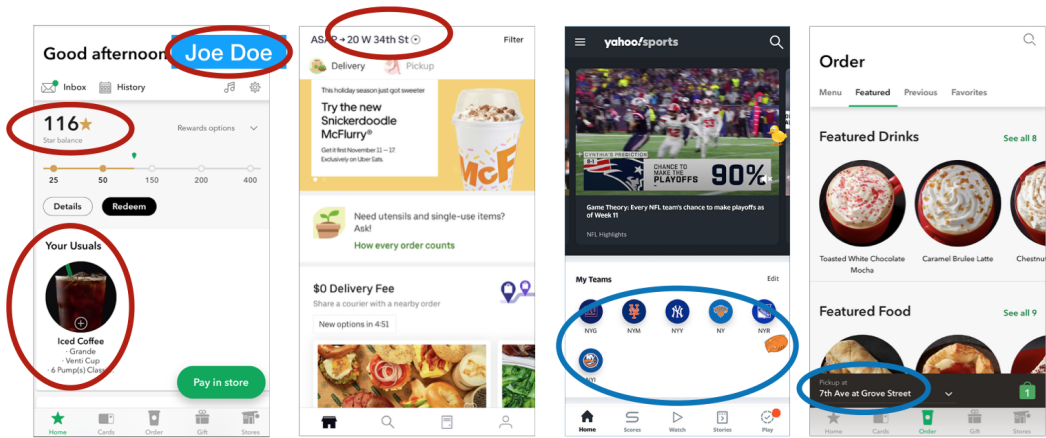 Good afternoon
Joe Doe
Inbox
History
116
Star balance
Rewards options
25
50
150
200
400
Details
Redeem
Your Usuals
Iced Coffee
· Grande
· Venti Cup
· 6 Pump(s) Class
Pay in store
Home
Cards
Order
Gift
Stores
ASAP → 20 W 34th St
Filter
Delivery
Pickup
This holiday season just got sweeter
Try the new
Snickerdoodle
McFlurry®
Get it first November 11 – 17.
Exclusively on Uber Eats.
McF
Need utensils and single-use items?
Ask!
How every order counts
$0 Delivery Fee
Share a courier with a nearby order
New options in 4:51
yahoo!sports
CYNTHIA'S PREDICTION
CHANCE TO
MAKE THE
PLAYOFFS
90%
Game Theory: Every NFL team's chance to make playoffs as
of Week 11
NFL Highlights
My Teams
Edit
NYG
NYM
NYY
NY
NYR
NYI
Home
Scores
Watch
Stories
Play
Order
Menu
Featured
Previous
Favorites
Featured Drinks
See all 8
Toasted White Chocolate
Mocha
Caramel Brulee Latte
Chestnut
Featured Food
See all 9
Pickup at
7th Ave at Grove Street
1
Home
Cards
Order
Gift
Stores